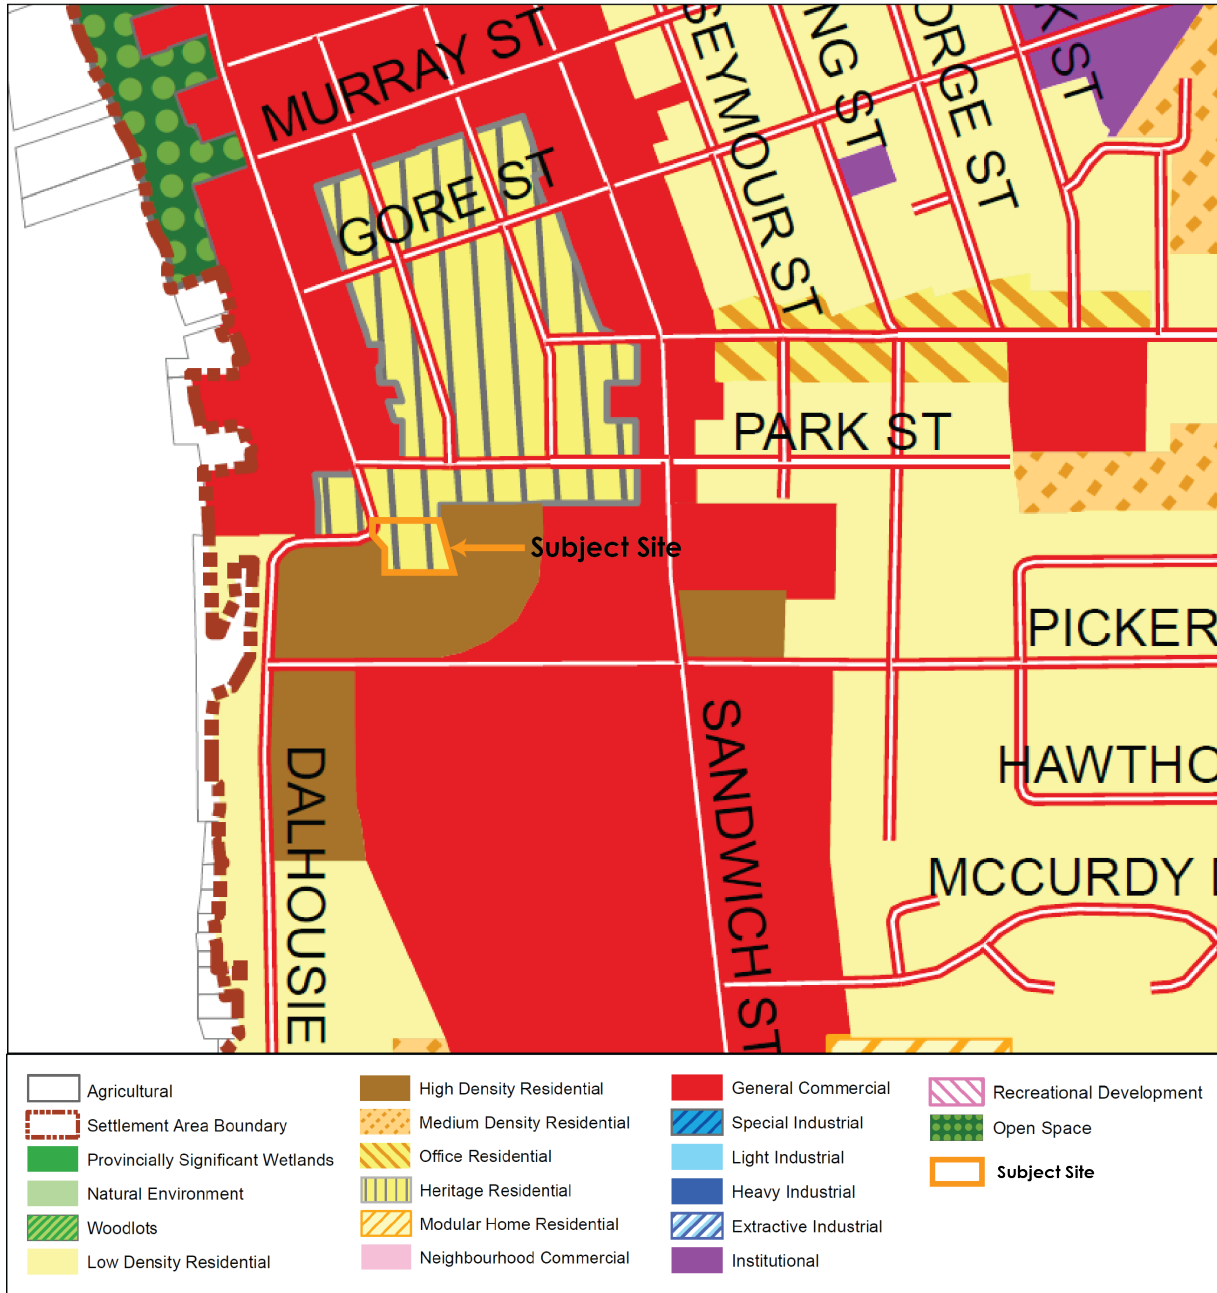 MURRAY ST
GORE ST
SEYMOUR ST
NG ST
ORGE ST
K ST
PARK ST
Subject Site
PICKER
HAWTHO
MCCURDY
DALHOUSIE
SANDWICH ST
Agricultural
Settlement Area Boundary
Provincially Significant Wetlands
Natural Environment
Woodlots
Low Density Residential
High Density Residential
Medium Density Residential
Office Residential
Heritage Residential
Modular Home Residential
Neighbourhood Commercial
General Commercial
Special Industrial
Light Industrial
Heavy Industrial
Extractive Industrial
Institutional
Recreational Development
Open Space
Subject Site